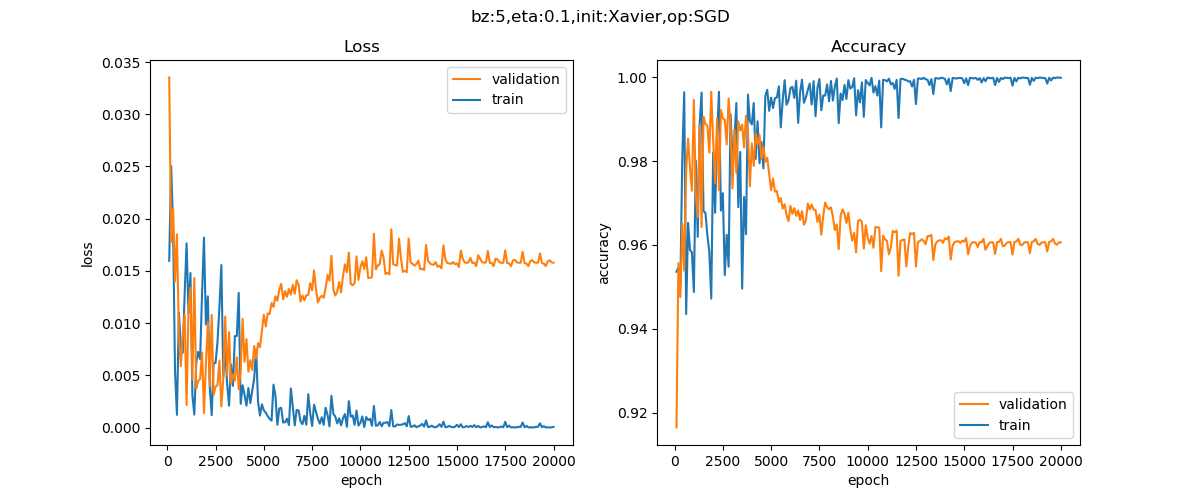 bz:5,eta:0.1,init:Xavier,op:SGD
Loss
0.035
0.030
0.025
0.020
0.015
0.010
0.005
0.000
loss
0
2500
5000
7500
10000
12500
15000
17500
20000
epoch
validation
train
Accuracy
1.00
0.98
0.96
0.94
0.92
accuracy
0
2500
5000
7500
10000
12500
15000
17500
20000
epoch
validation
train